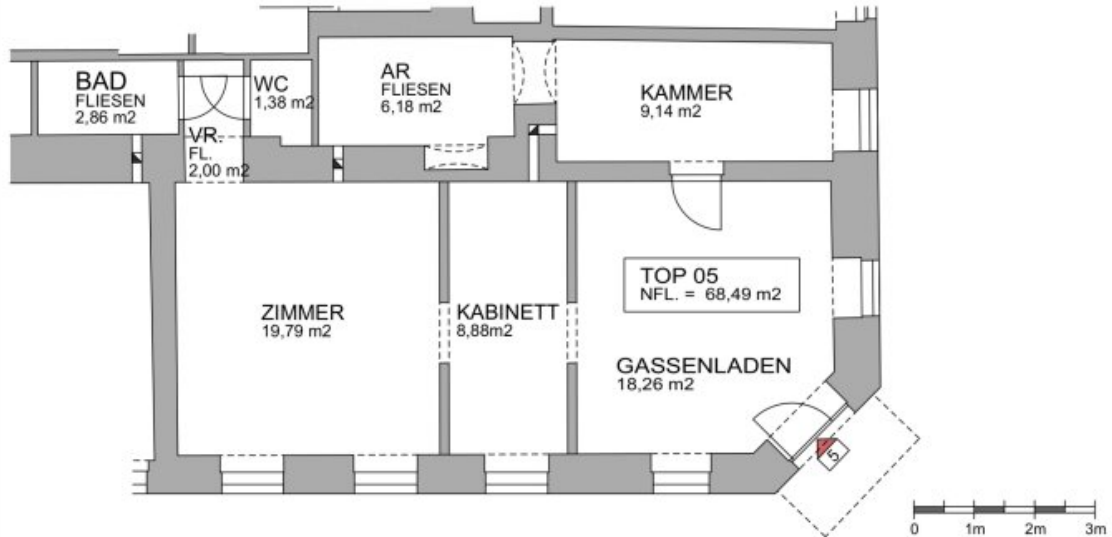 BAD
FLIESEN
2,86 m2
WC
1,38 m2
VR.
FL.
2,00 m2
AR
FLIESEN
6,18 m2
KAMMER
9,14 m2
TOP 05
NFL. = 68,49 m2
ZIMMER
19,79 m2
KABINETT
8,88m2
GASSENLADEN
18,26 m2
5
0 1m 2m 3m